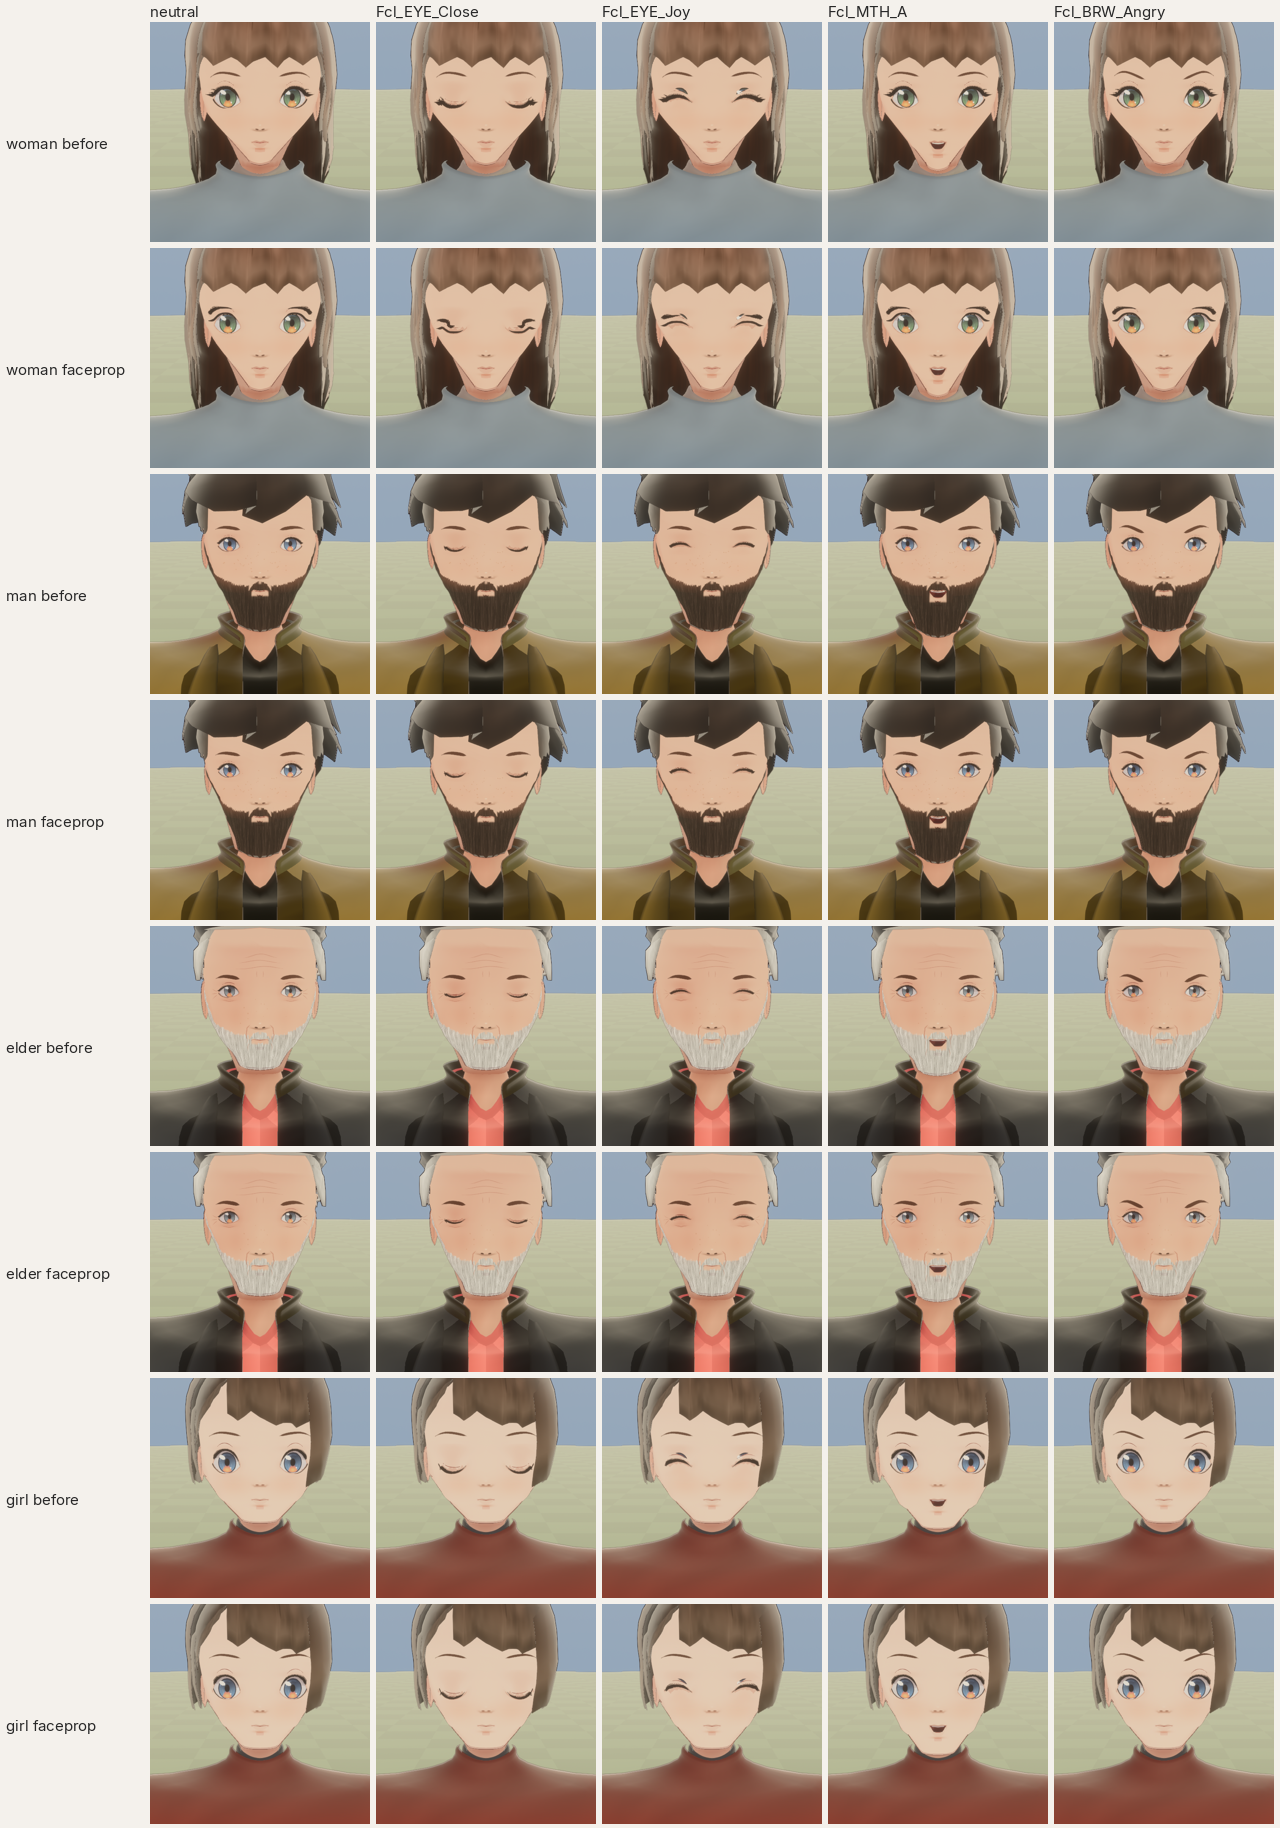 neutral
Fcl_EYE_Close
Fcl_EYE_Joy
Fcl_MTH_A
Fcl_BRW_Angry
woman before
woman faceprop
man before
man faceprop
elder before
elder faceprop
girl before
girl faceprop